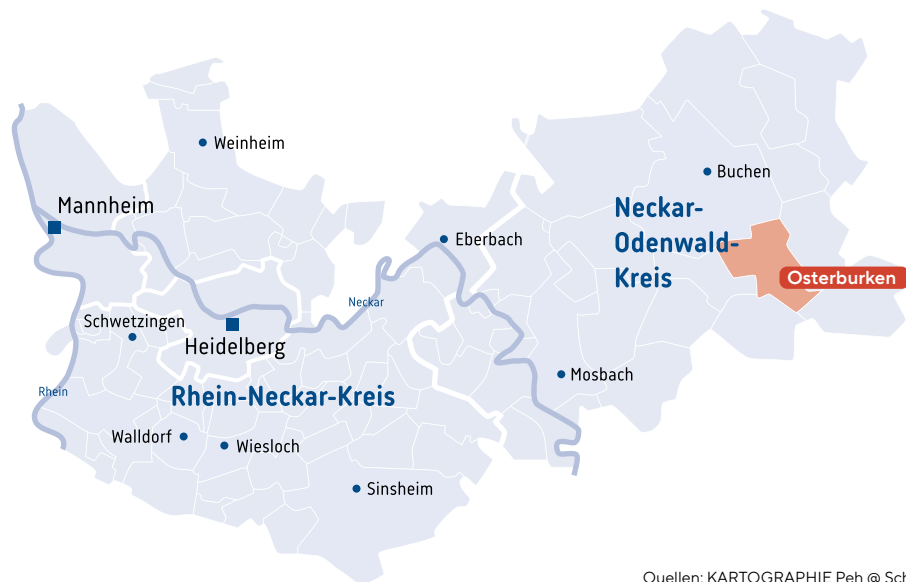 Weinheim
Buchen
Mannheim
Neckar-
Odenwald-
Kreis
Eberbach
Osterburken
Neckar
Schwetzingen
Heidelberg
Mosbach
Rhein
Rhein-Neckar-Kreis
Walldorf
Wiesloch
Sinsheim
Quellen: KARTOGRAPHIE Peh @ Sch